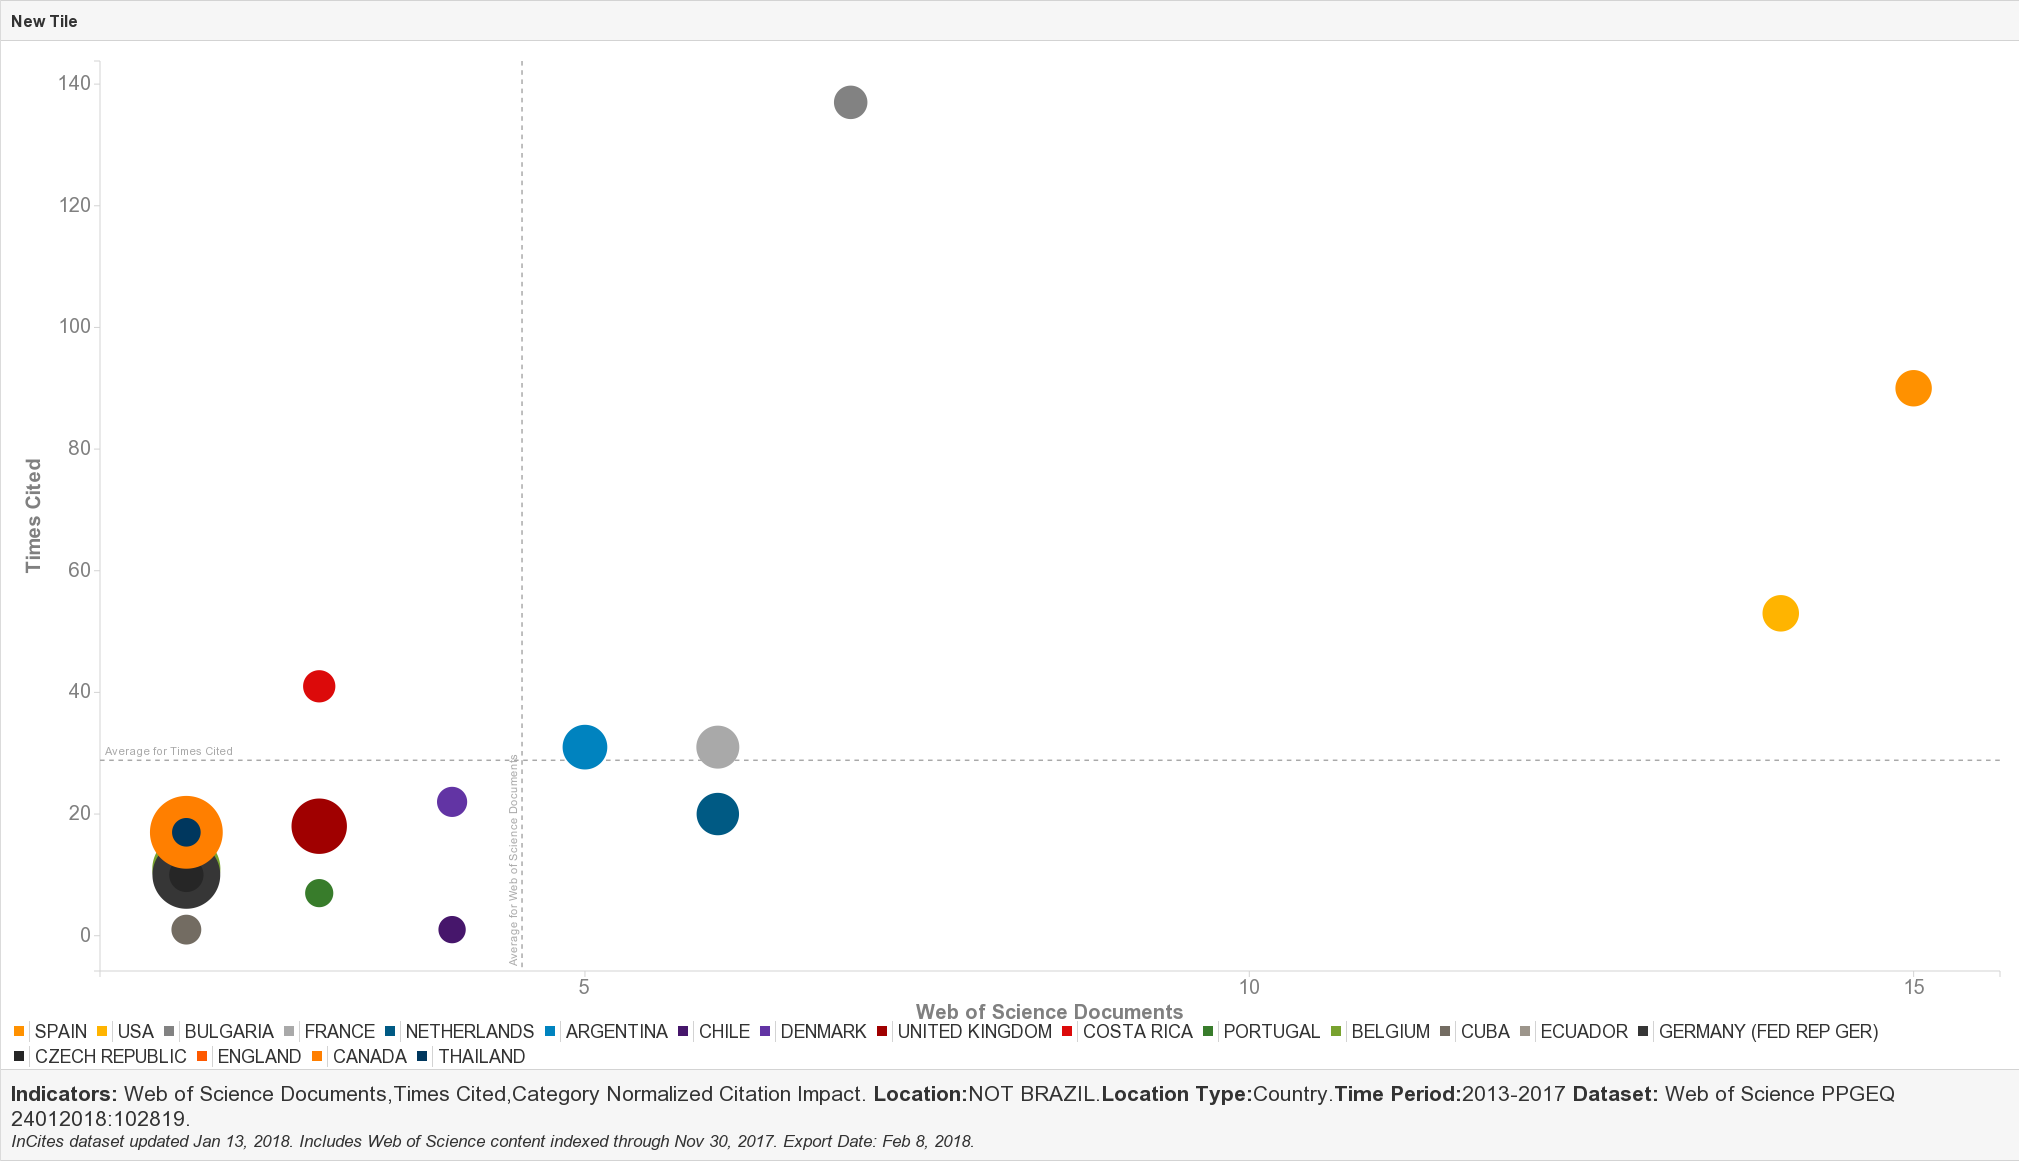 New Tile
140
120
100
80
60
40
20
0
Times Cited
Average for Times Cited
Average for Web of Science Documents
5
10
15
Web of Science Documents
SPAIN USA BULGARIA FRANCE NETHERLANDS ARGENTINA CHILE DENMARK UNITED KINGDOM COSTA RICA PORTUGAL BELGIUM CUBA ECUADOR GERMANY (FED REP GER)
CZECH REPUBLIC ENGLAND CANADA THAILAND
Indicators: Web of Science Documents,Times Cited,Category Normalized Citation Impact. Location:NOT BRAZIL.Location Type:Country.Time Period:2013-2017 Dataset: Web of Science PPGEQ
24012018:102819.
InCites dataset updated Jan 13, 2018. Includes Web of Science content indexed through Nov 30, 2017. Export Date: Feb 8, 2018.